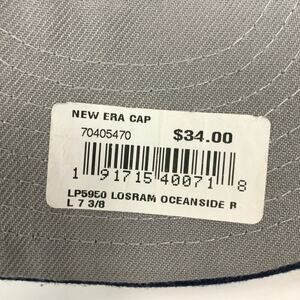 NEW ERA CAP
70405470 $34.00
1 91715 40071 8
LP5950 LOSRAM OCEANSIDE R
L 7 3/8